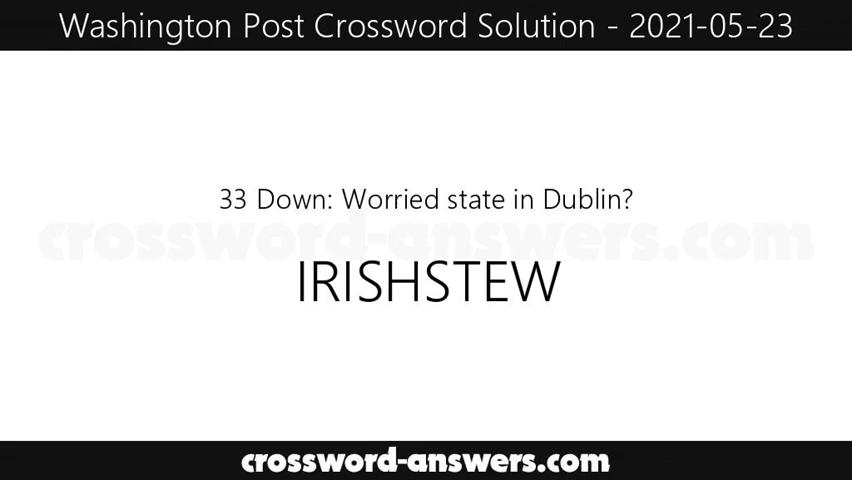 Washington Post Crossword Solution - 2021-05-23
33 Down: Worried state in Dublin?
crossword-answers.com
IRISHSTEW
crossword-answers.com